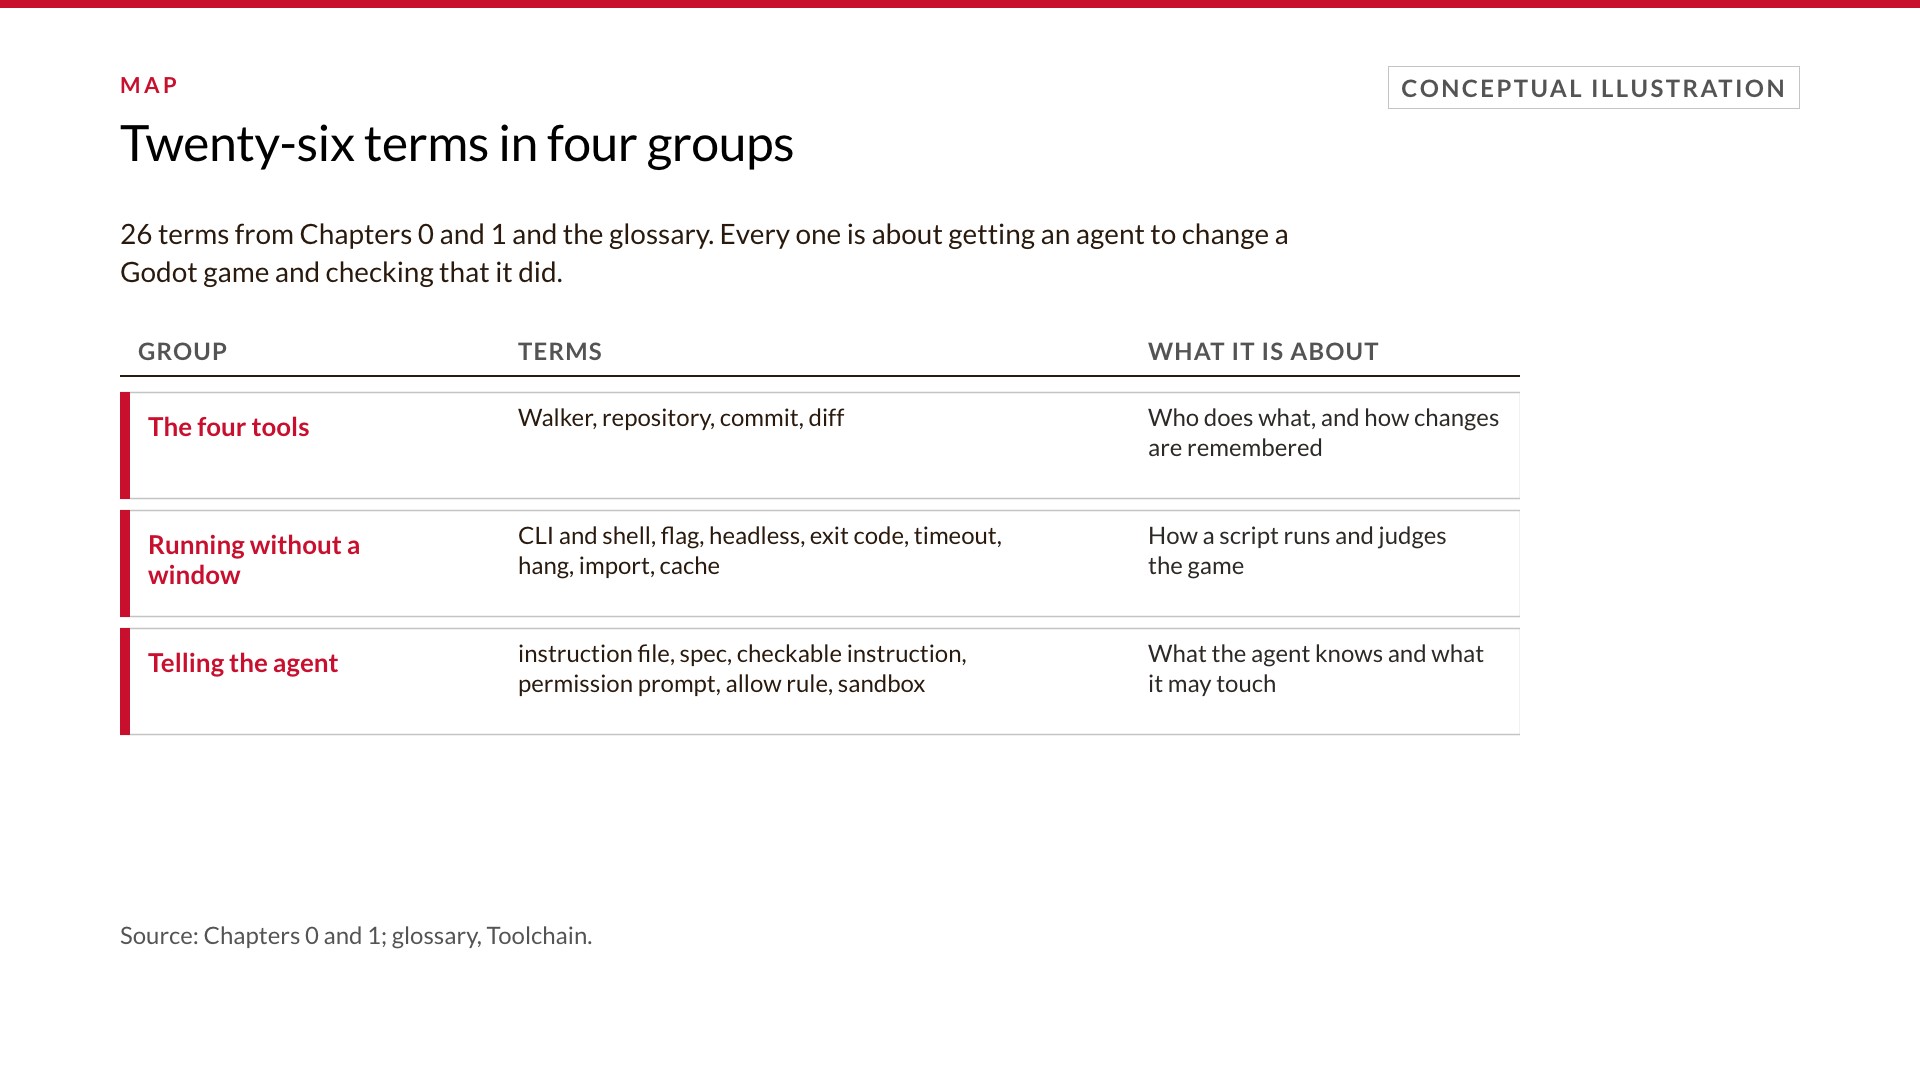 MAP
CONCEPTUAL ILLUSTRATION
Twenty-six terms in four groups
26 terms from Chapters 0 and 1 and the glossary. Every one is about getting an agent to change a
Godot game and checking that it did.
GROUP TERMS WHAT IT IS ABOUT
The four tools
Walker, repository, commit, diff
Who does what, and how changes
are remembered
Running without a
window
CLI and shell, flag, headless, exit code, timeout,
hang, import, cache
How a script runs and judges
the game
Telling the agent
instruction file, spec, checkable instruction,
permission prompt, allow rule, sandbox
What the agent knows and what
it may touch
Source: Chapters 0 and 1; glossary, Toolchain.